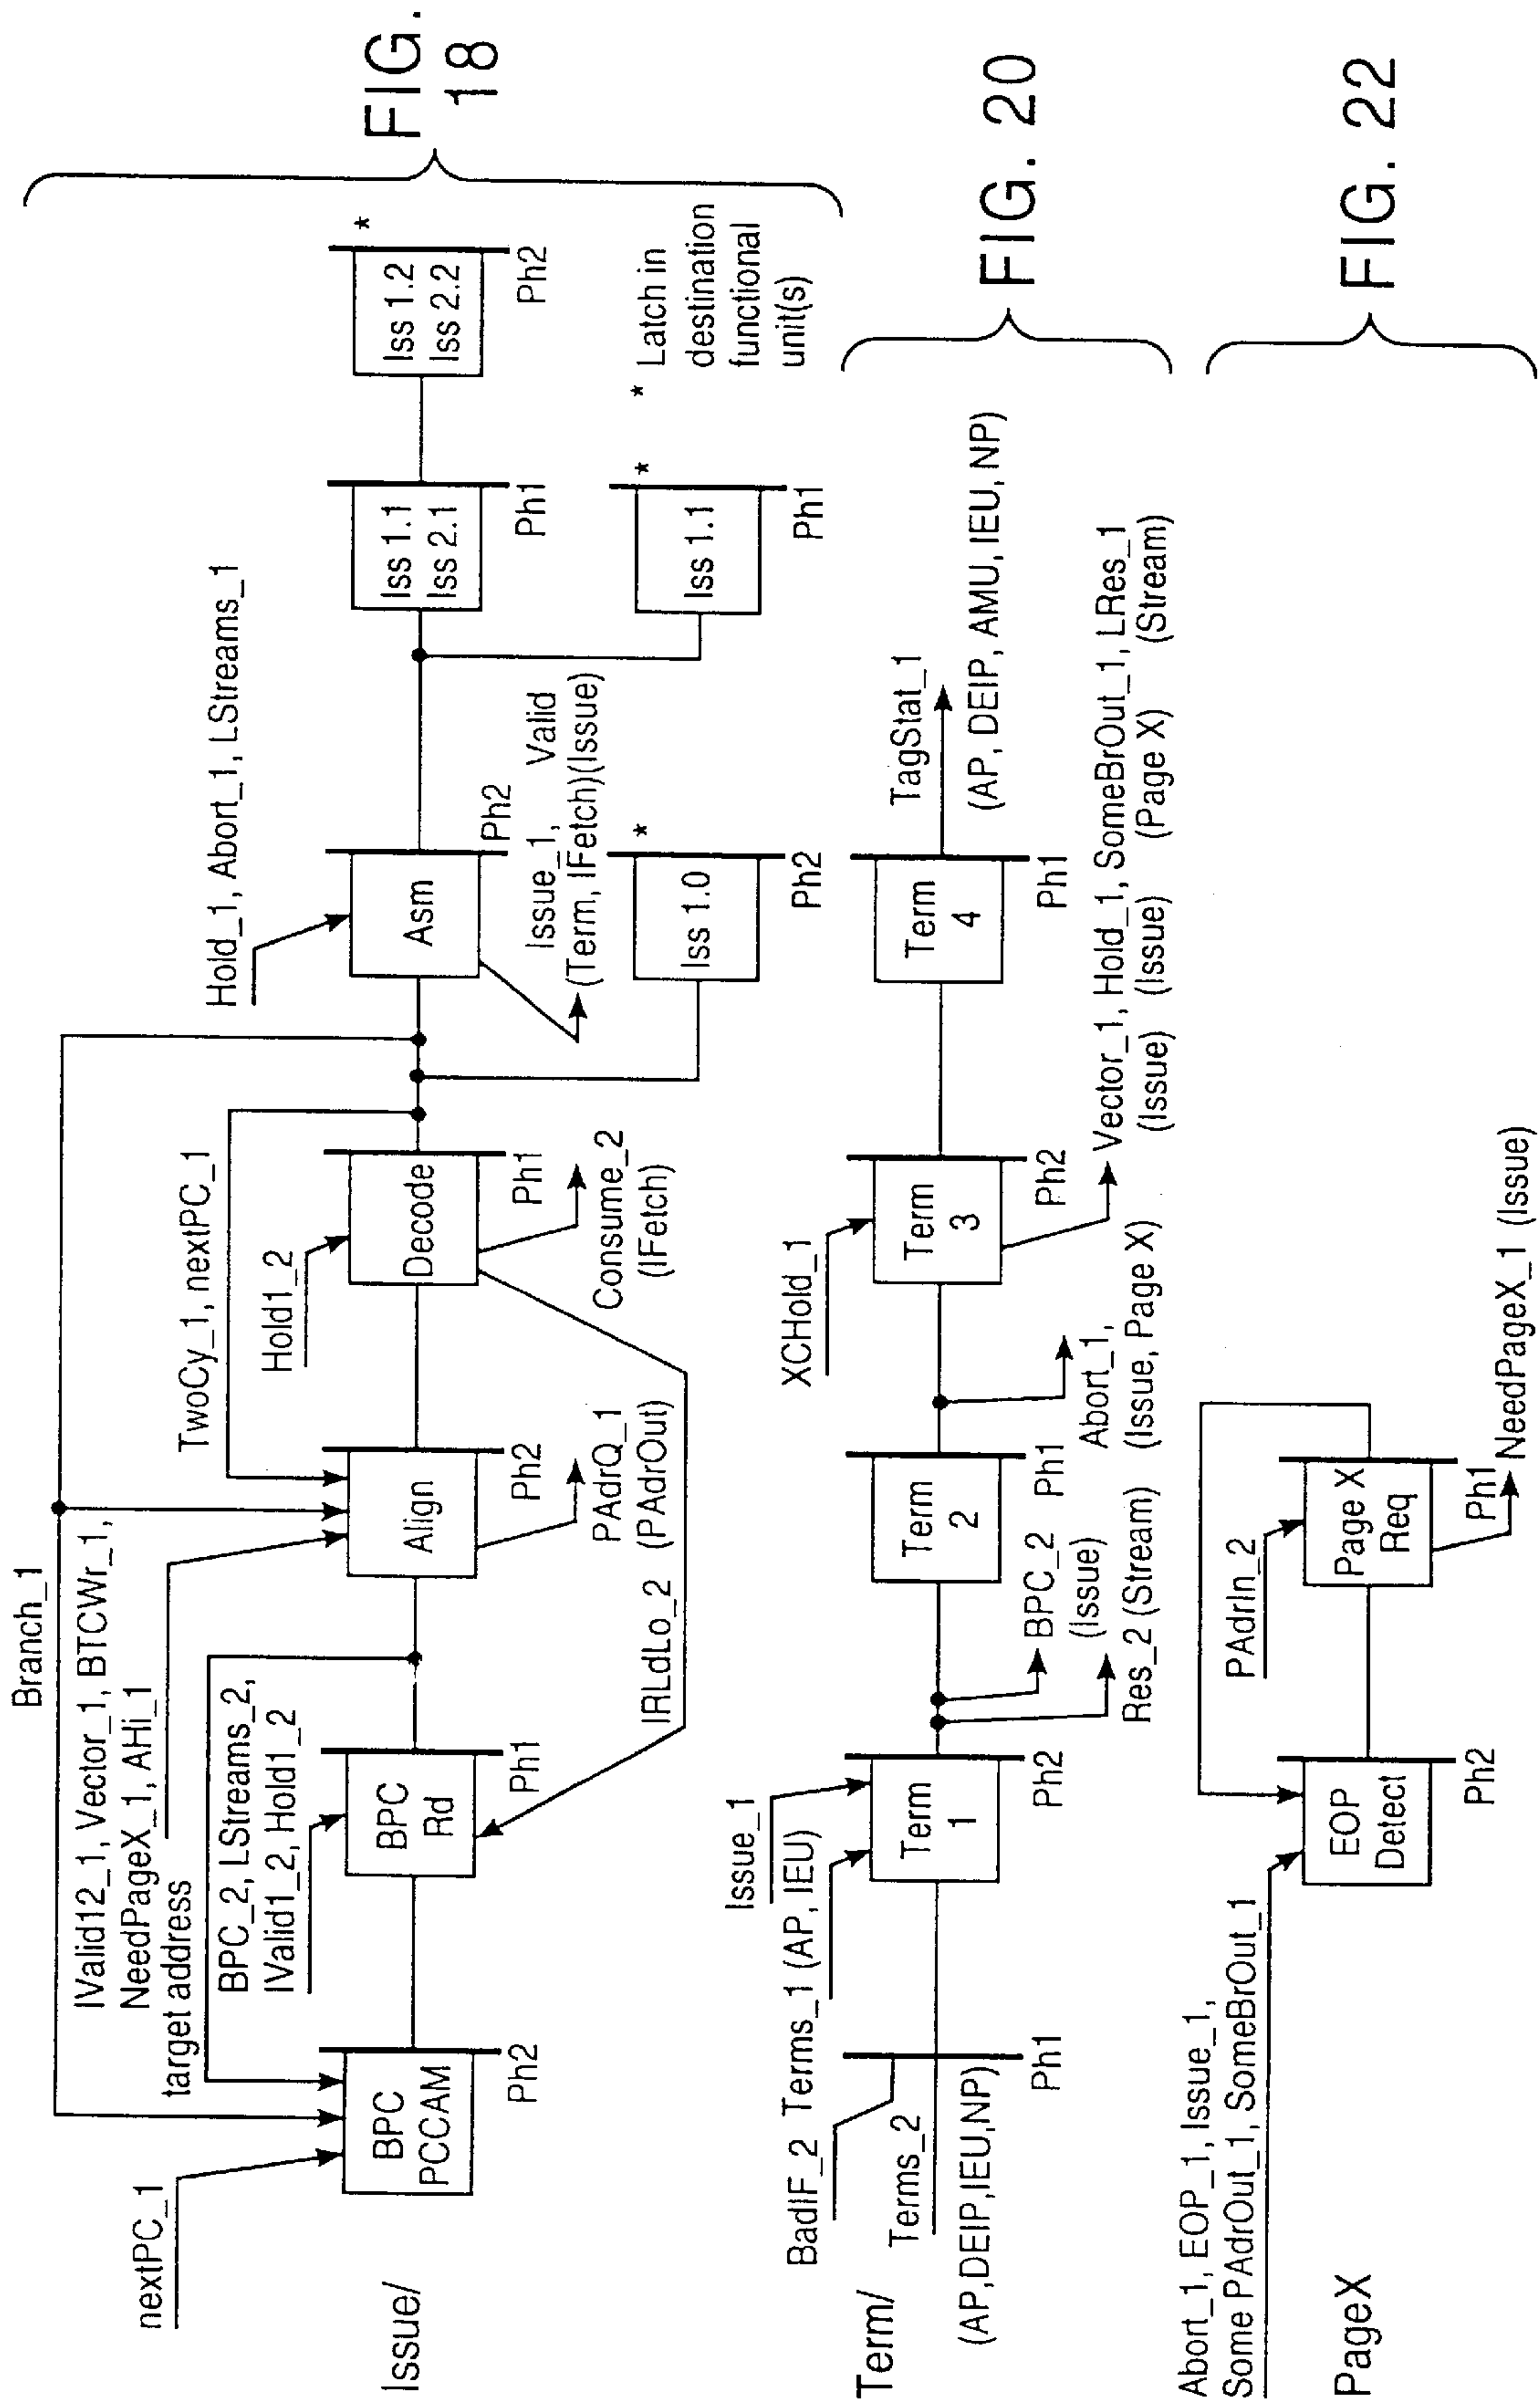 FIG.
18
Issue/
nextPC_1
BPC
PCCAM
Ph2
Branch_1
IValid12_1, Vector_1, BTCWr_1,
NeedPageX_1, AHi_1
target address
BPC_2, LStreams_2,
IValid1_2, Hold1_2
BPC
Rd
Ph1
IRLdLo_2
TwoCy_1, nextPC_1
Align
Ph2
PAdrQ_1
(PAdrOut)
Hold1_2
Decode
Ph1
Consume_2
(IFetch)
Hold_1, Abort_1, LStreams_1
Asm
Ph2
Issue_1, Valid
(Term, IFetch)(Issue)
Iss 1.0
*
Ph2
Iss 1.1
Iss 2.1
Ph1
Iss 1.1
*
Ph1
Iss 1.2
Iss 2.2
*
Ph2
* Latch in
destination
functional
unit(s)
FIG. 20
Term/
BadIF_2
Terms_2
(AP,DEIP,IEU,NP)
Ph1
Terms_1 (AP, IEU)
Issue_1
Term
1
Ph2
BPC_2
(Issue)
Res_2 (Stream)
Term
2
Ph1
Abort_1,
(Issue, Page X)
XCHold_1
Term
3
Ph2
Vector_1, Hold_1, SomeBrOut_1, LRes_1
(Issue) (Issue) (Page X) (Stream)
(Issue)
Term
4
Ph1
TagStat_1
(AP, DEIP, AMU, IEU, NP)
FIG. 22
PageX
Abort_1, EOP_1, Issue_1,
Some PAdrOut_1, SomeBrOut_1
EOP
Detect
Ph2
PAdrIn_2
Page X
Req
Ph1
NeedPageX_1 (Issue)